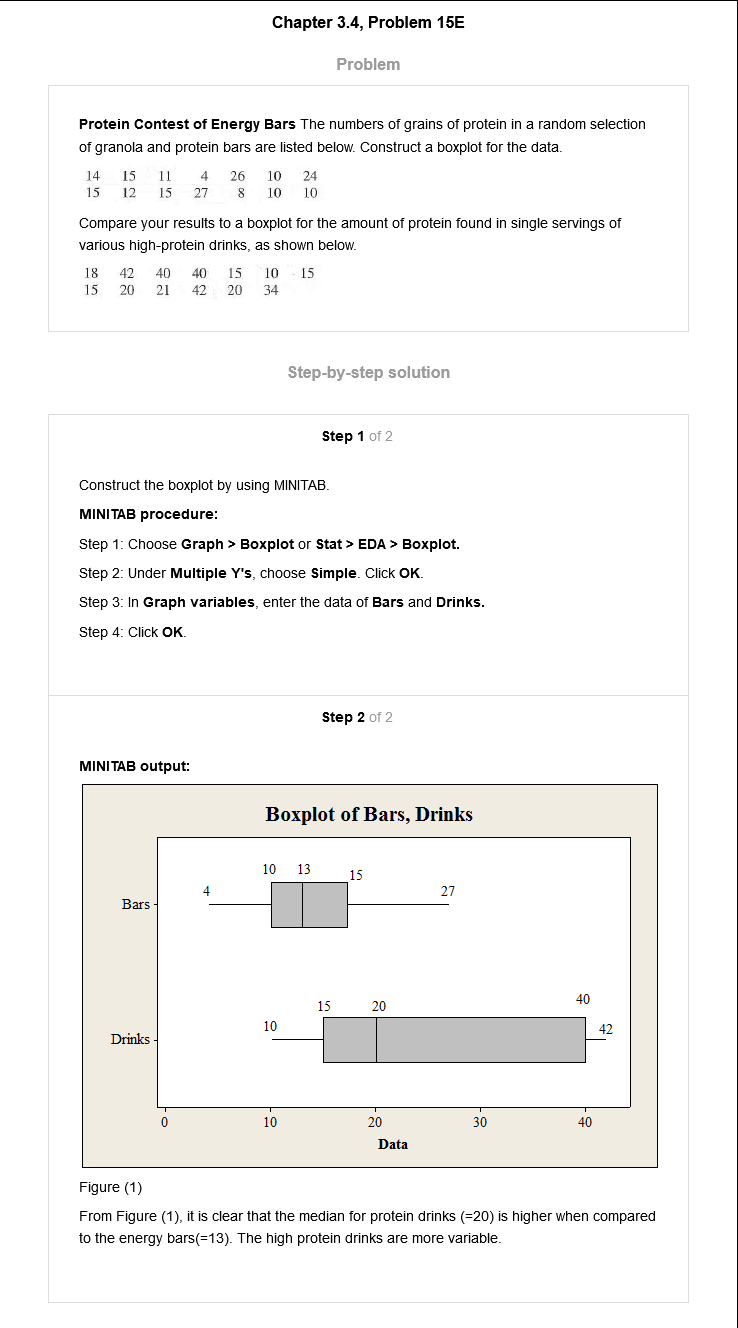 Chapter 3.4, Problem 15E
Problem
Protein Contest of Energy Bars The numbers of grains of protein in a random selection
of granola and protein bars are listed below. Construct a boxplot for the data.
14 15 11 4 26 10 24
15 12 15 27 8 10 10
Compare your results to a boxplot for the amount of protein found in single servings of
various high-protein drinks, as shown below.
18 42 40 40 15 10 15
15 20 21 42 20 34
Step-by-step solution
Step 1 of 2
Construct the boxplot by using MINITAB.
MINITAB procedure:
Step 1: Choose Graph > Boxplot or Stat > EDA > Boxplot.
Step 2: Under Multiple Y's, choose Simple. Click OK.
Step 3: In Graph variables, enter the data of Bars and Drinks.
Step 4: Click OK.
Step 2 of 2
MINITAB output:
Boxplot of Bars, Drinks
10 13 15
4 27
Bars
15 20 40
10 42
Drinks
0 10 20 30 40
Data
Figure (1)
From Figure (1), it is clear that the median for protein drinks (=20) is higher when compared
to the energy bars(=13). The high protein drinks are more variable.